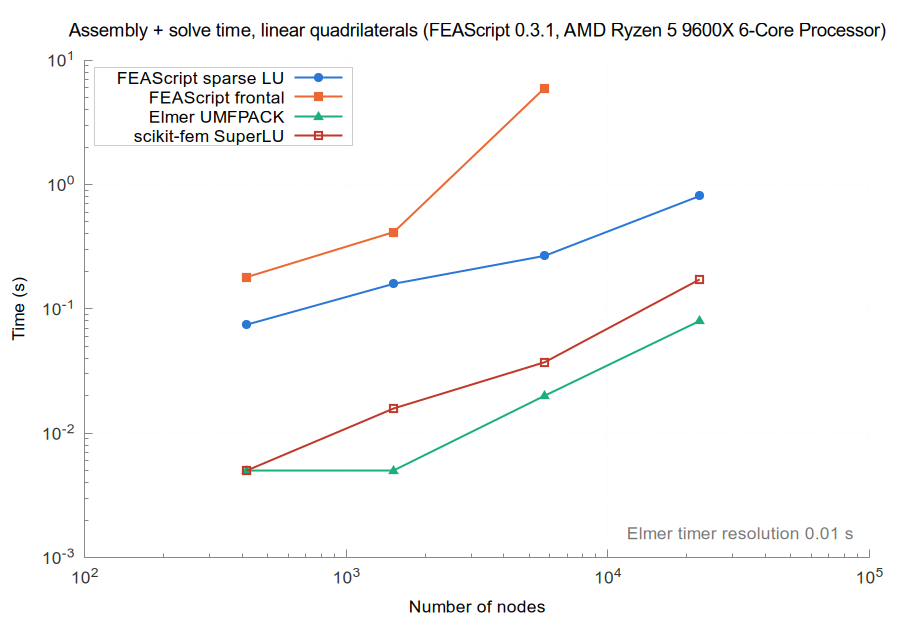 Assembly + solve time, linear quadrilaterals (FEAScript 0.3.1, AMD Ryzen 5 9600X 6-Core Processor)
10^1
10^0
10^-1
10^-2
10^-3
Time (s)
FEAScript sparse LU
FEAScript frontal
Elmer UMFPACK
scikit-fem SuperLU
Elmer timer resolution 0.01 s
10^2 10^3 10^4 10^5
Number of nodes